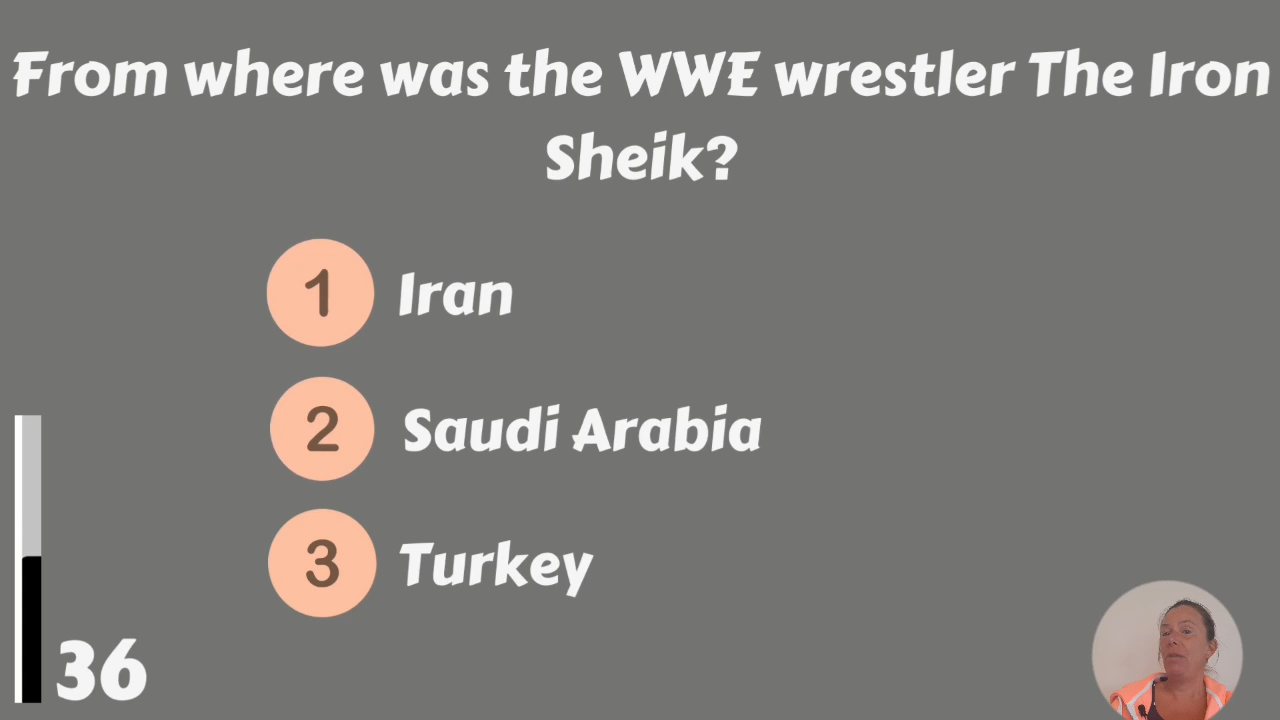 From where was the WWE wrestler The Iron
Sheik?
1 Iran
2 Saudi Arabia
3 Turkey
36